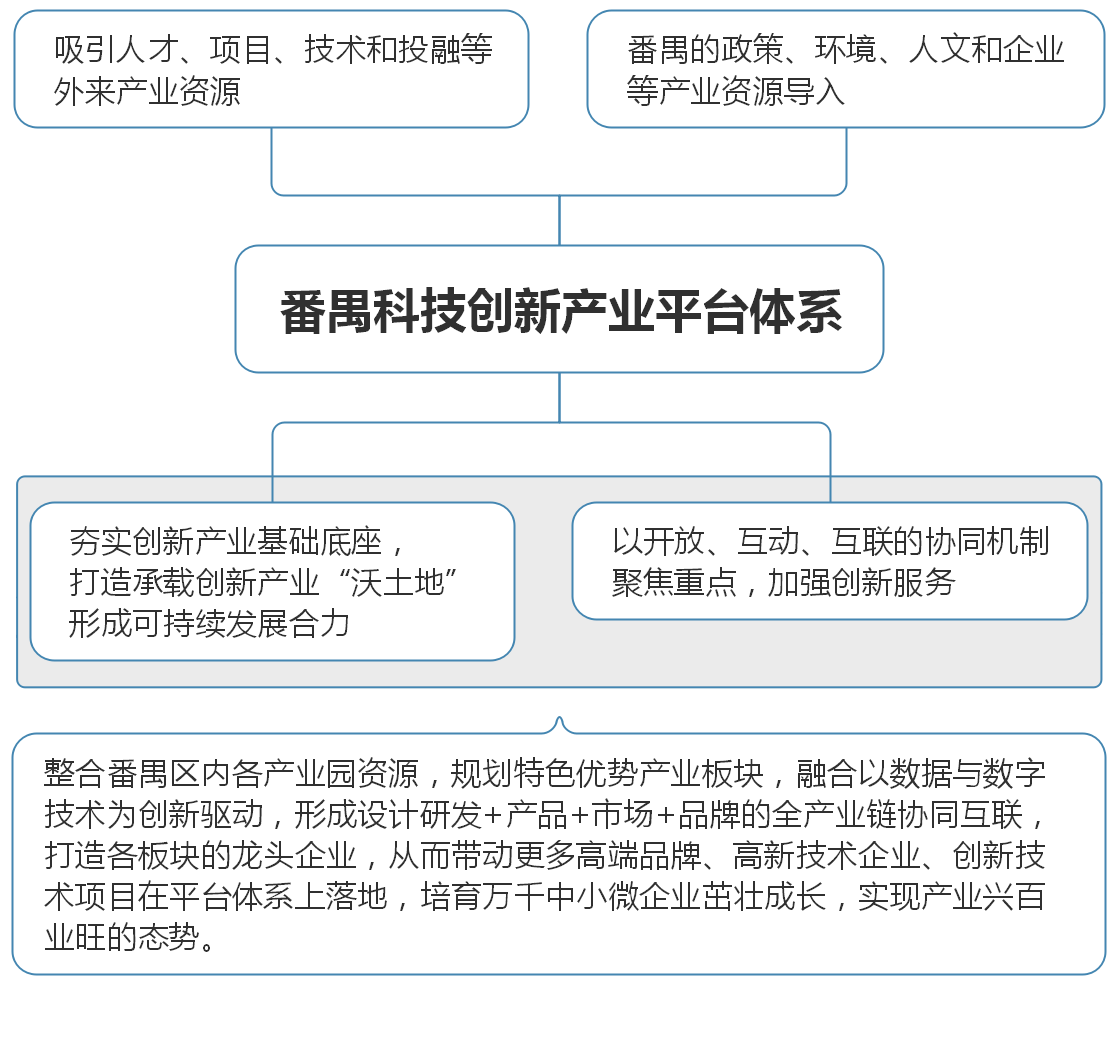 吸引人才、项目、技术和投融等
外来产业资源
番禺的政策、环境、人文和企业
等产业资源导入
番禺科技创新产业平台体系
夯实创新产业基础底座，
打造承载创新产业“沃土地”
形成可持续发展合力
以开放、互动、互联的协同机制
聚焦重点，加强创新服务
整合番禺区内各产业园资源，规划特色优势产业板块，融合以数据与数字
技术为创新驱动，形成设计研发+产品+市场+品牌的全产业链协同互联，
打造各板块的龙头企业，从而带动更多高端品牌、高新技术企业、创新技
术项目在平台体系上落地，培育万千中小微企业茁壮成长，实现产业兴百
业旺的态势。